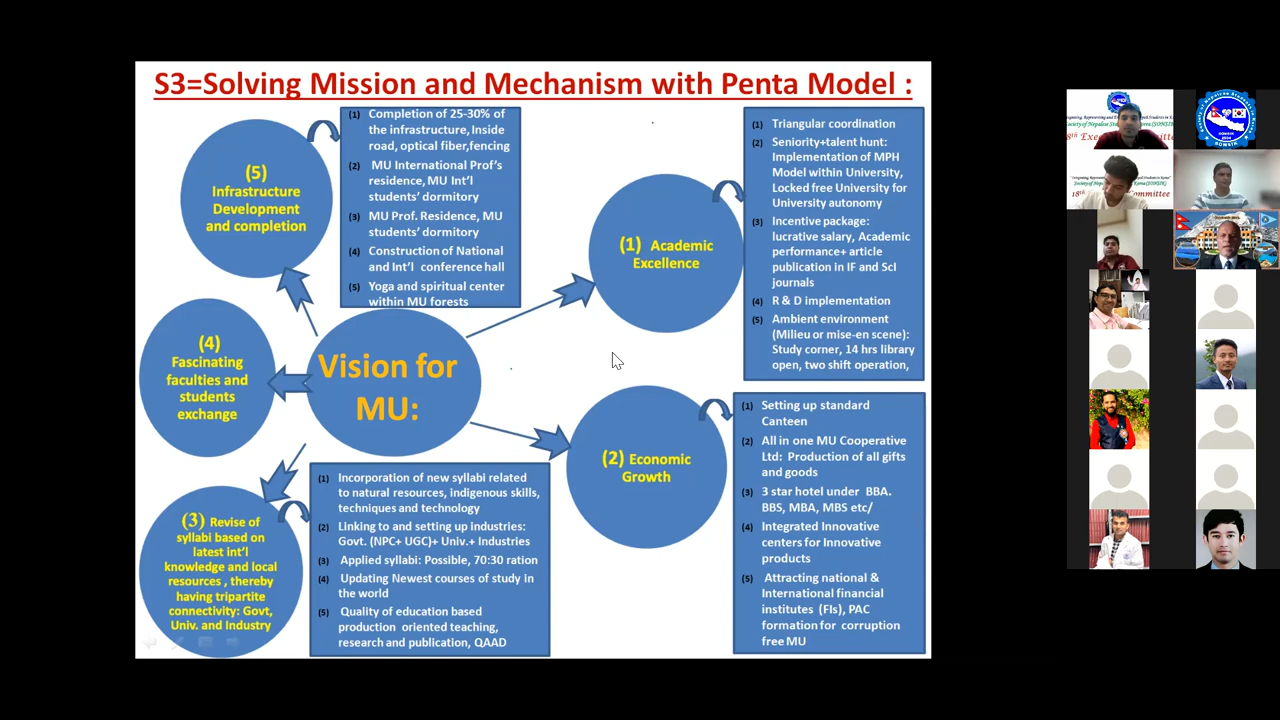 S3=Solving Mission and Mechanism with Penta Model :
(5)
Infrastructure
Development
and completion
(1) Completion of 25-30% of
the infrastructure, Inside
road, optical fiber,fencing
(2) MU International Prof's
residence, MU Int'l
students' dormitory
(3) MU Prof. Residence, MU
students' dormitory
(4) Construction of National
and Int'l conference hall
(5) Yoga and spiritual center
within MU forests
(1) Academic
Excellence
(1) Triangular coordination
(2) Seniority+talent hunt:
Implementation of MPH
Model within University,
Locked free University for
University autonomy
(3) Incentive package:
lucrative salary, Academic
performance+ article
publication in IF and ScI
journals
(4) R & D implementation
(5) Ambient environment
(Milieu or mise-en scene):
Study corner, 14 hrs library
open, two shift operation,
(4)
Fascinating
faculties and
students
exchange
Vision for
MU:
(2) Economic
Growth
(1) Setting up standard
Canteen
(2) All in one MU Cooperative
Ltd: Production of all gifts
and goods
(3) 3 star hotel under BBA.
BBS, MBA, MBS etc/
(4) Integrated Innovative
centers for Innovative
products
(5) Attracting national &
International financial
institutes (FIs), PAC
formation for corruption
free MU
(3) Revise of
syllabi based on
latest int'l
knowledge and local
resources , thereby
having tripartite
connectivity: Govt,
Univ. and Industry
(1) Incorporation of new syllabi related
to natural resources, indigenous skills,
techniques and technology
(2) Linking to and setting up industries:
Govt. (NPC+ UGC)+ Univ.+ Industries
(3) Applied syllabi: Possible, 70:30 ration
(4) Updating Newest courses of study in
the world
(5) Quality of education based
production oriented teaching,
research and publication, QAAD